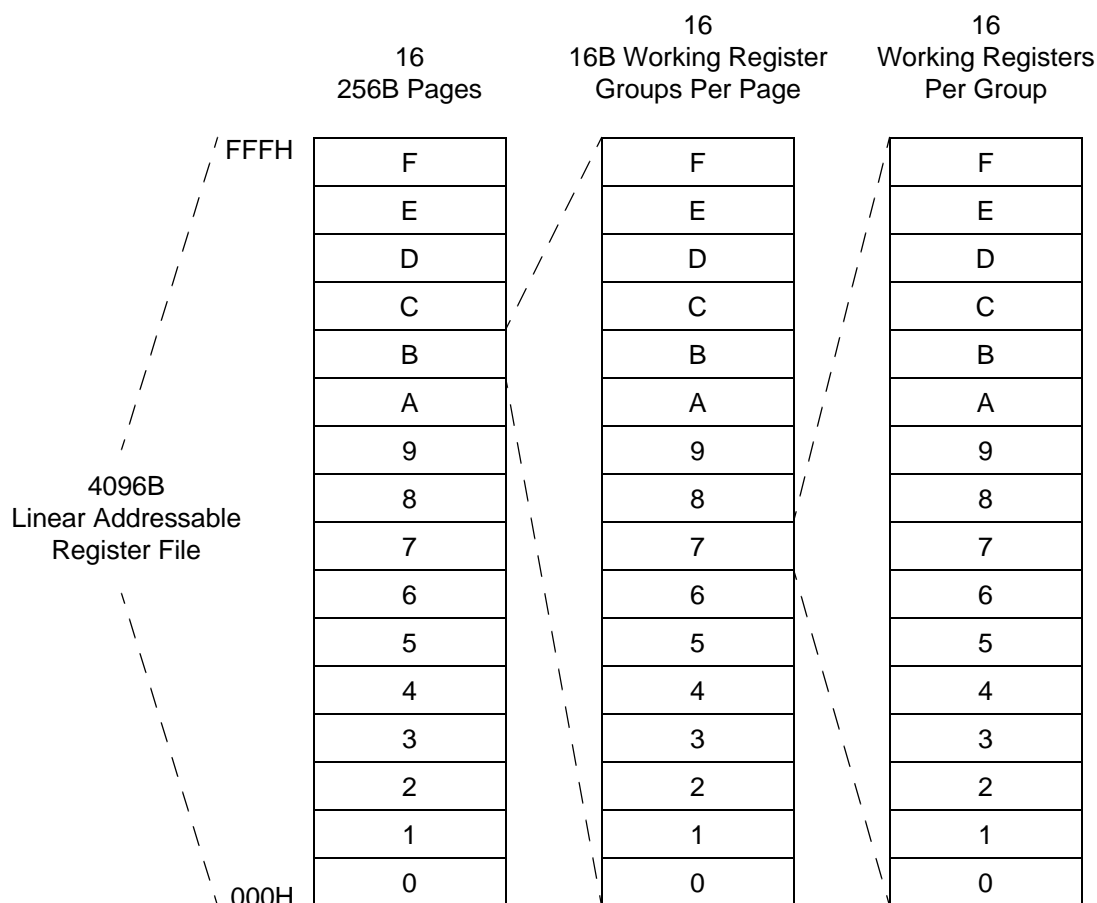 16
256B Pages
16
16B Working Register
Groups Per Page
16
Working Registers
Per Group
FFFH
4096B
Linear Addressable
Register File
000H
F
E
D
C
B
A
9
8
7
6
5
4
3
2
1
0
F
E
D
C
B
A
9
8
7
6
5
4
3
2
1
0
F
E
D
C
B
A
9
8
7
6
5
4
3
2
1
0